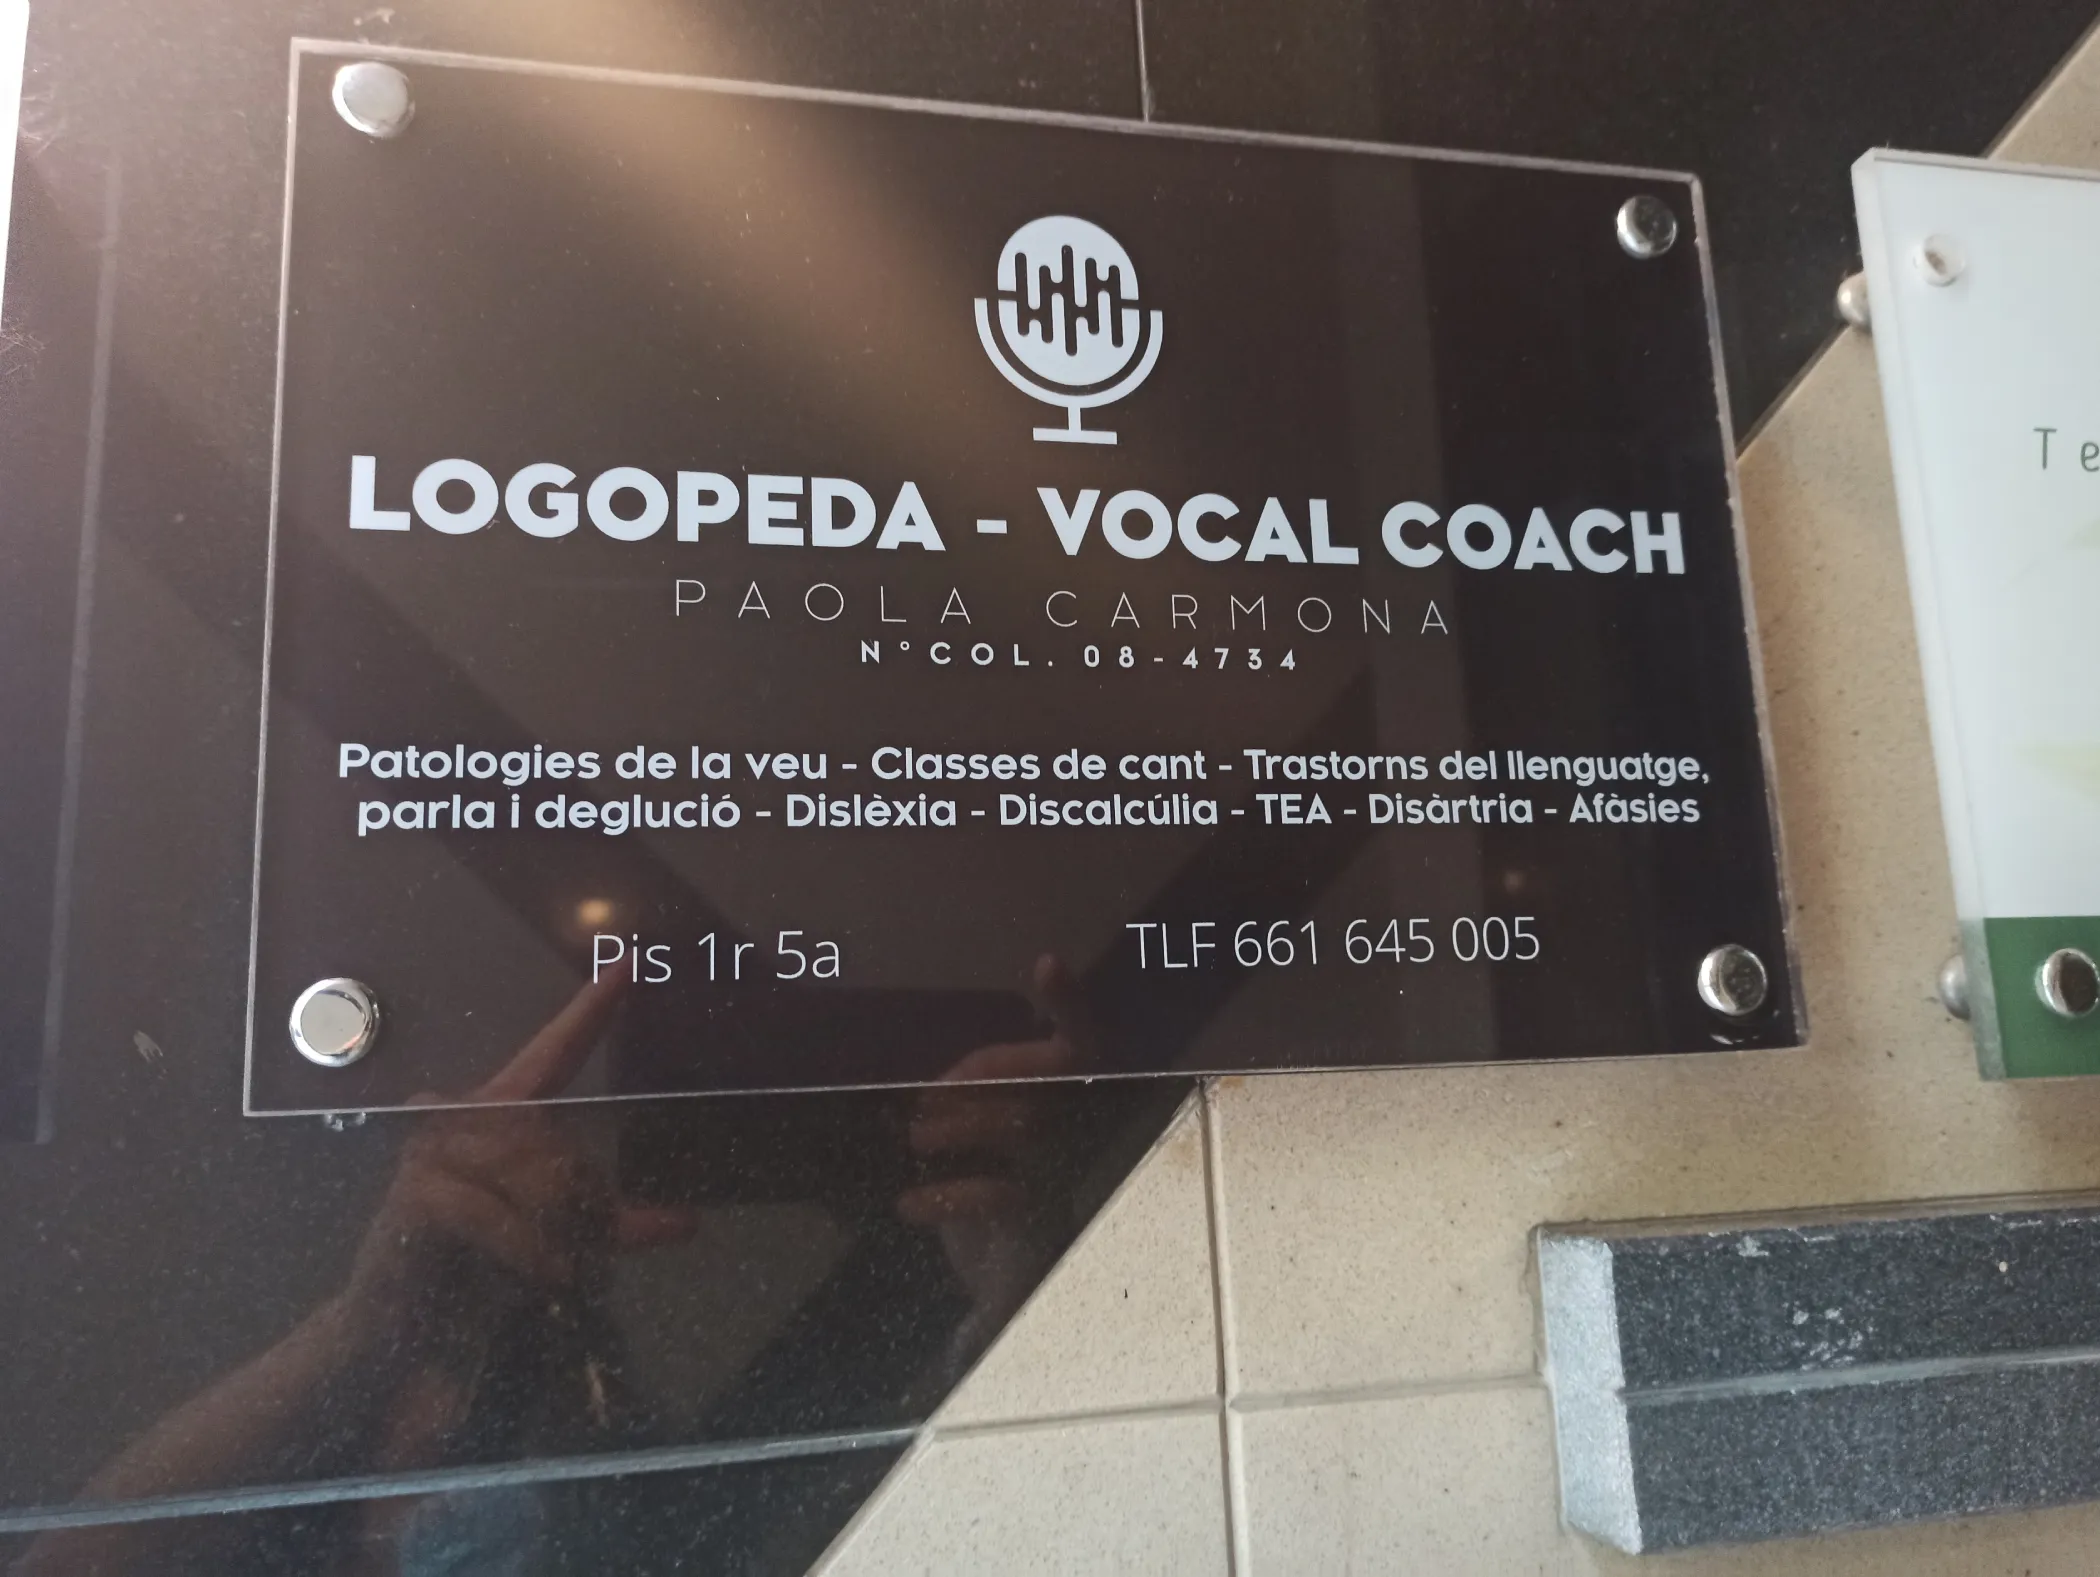 LOGOPEDA - VOCAL COACH
PAOLA CARMONA
N°COL. 08-4734
Patologies de la veu - Classes de cant - Trastorns del llenguatge,
parla i deglució - Dislèxia - Discalcúlia - TEA - Disàrtria - Afàsies
Pis 1r 5a
TLF 661 645 005